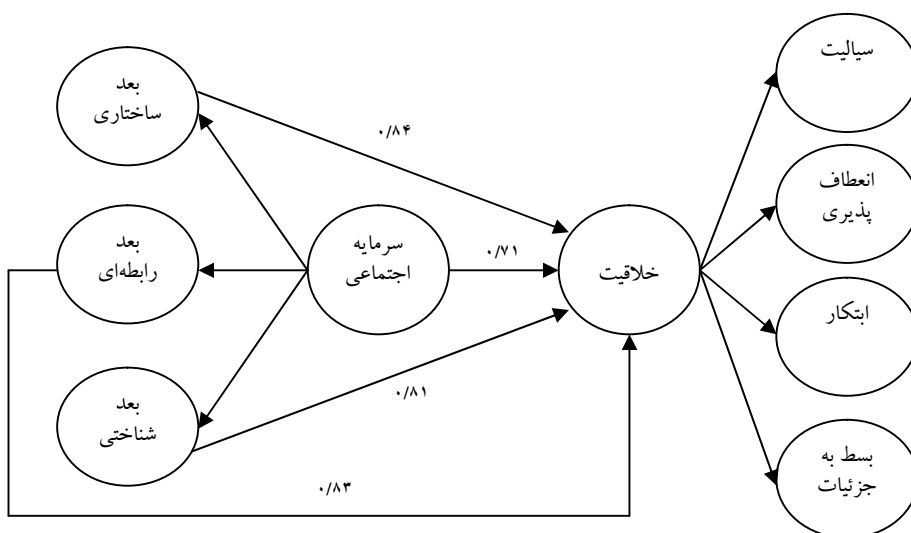 سیالیت
بعد
ساختاری
۰/۸۴
انعطاف
پذیری
بعد
رابطه‌ای
سرمایه
اجتماعی
۰/۷۱
خلاقیت
ابتکار
بعد
شناختی
۰/۸۱
بسط به
جزئیات
۰/۸۳